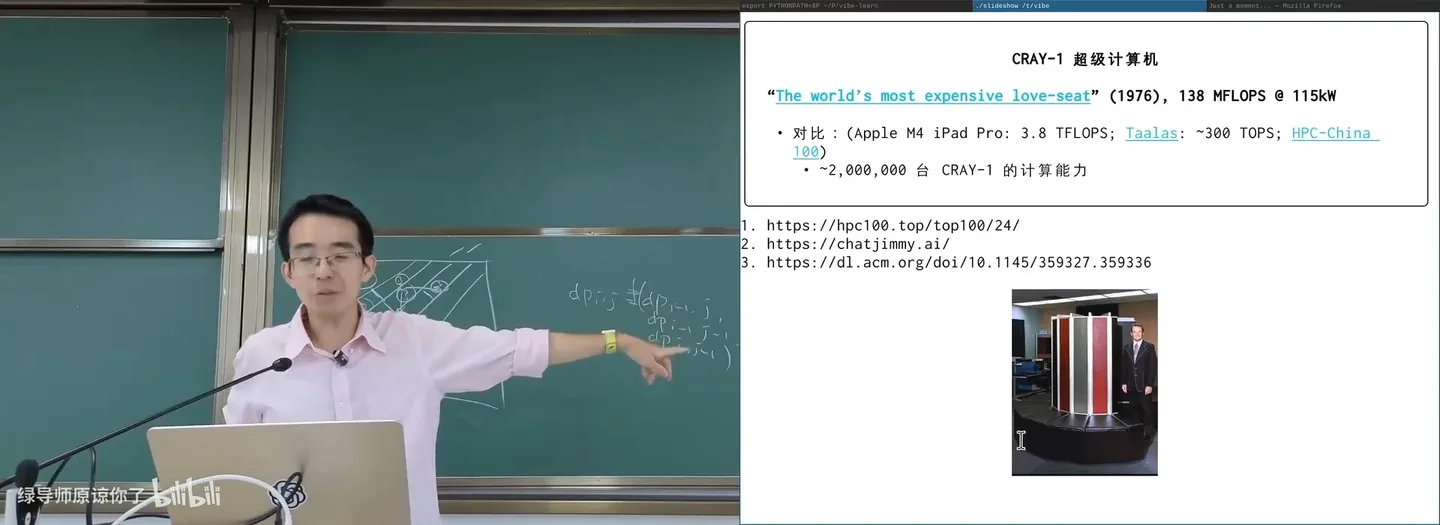 export PYTHONPATH=$P ~/P/vibe-learn
./slideshow /t/vibe
Just a moment... — Mozilla Firefox
CRAY-1 超级计算机
“The world’s most expensive love-seat” (1976), 138 MFLOPS @ 115kW
• 对比：(Apple M4 iPad Pro: 3.8 TFLOPS; Taalas: ~300 TOPS; HPC-China
100)
• ~2,000,000 台 CRAY-1 的计算能力
1. https://hpc100.top/top100/24/
2. https://chatjimmy.ai/
3. https://dl.acm.org/doi/10.1145/359327.359336
绿导师原谅你了 bilibili